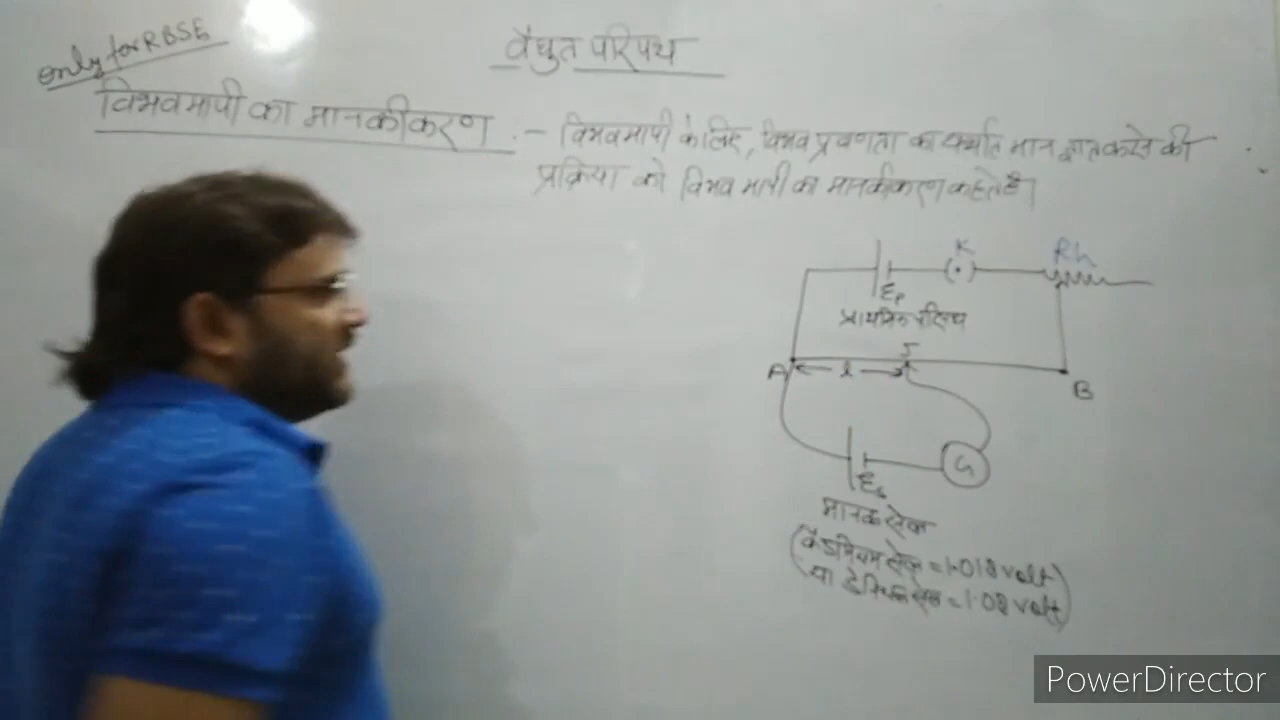 only for RBSE
वैद्युत परिपथ
विभवमापी का मानकीकरण :- विभवमापी के लिए, विभव प्रवणता का यथार्थ मान ज्ञात करने की
प्रक्रिया को विभवमापी का मानकीकरण कहते है।
K
Rh
Ep
प्राथमिक परिपथ
J
A
l
B
G
Es
मानक सेल
(कैडमियम सेल = 1.018 volt
या डेनियल सेल = 1.08 volt)
PowerDirector